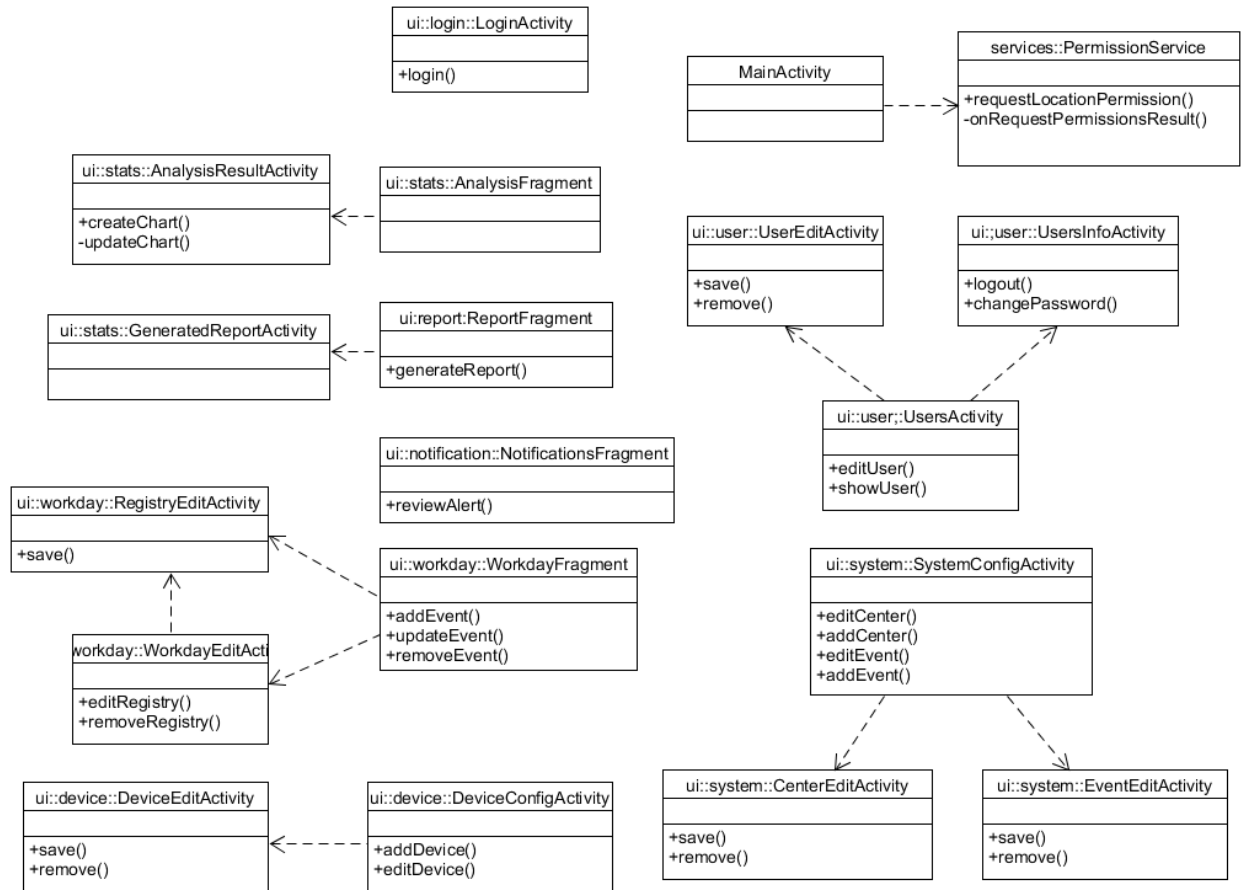 ui::login::LoginActivity
+login()
MainActivity
services::PermissionService
+requestLocationPermission()
-onRequestPermissionsResult()
ui::stats::AnalysisResultActivity
+createChart()
-updateChart()
ui::stats::AnalysisFragment
ui::user::UserEditActivity
+save()
+remove()
ui:;user::UsersInfoActivity
+logout()
+changePassword()
ui::stats::GeneratedReportActivity
ui:report:ReportFragment
+generateReport()
ui::user;:UsersActivity
+editUser()
+showUser()
ui::notification::NotificationsFragment
+reviewAlert()
ui::workday::RegistryEditActivity
+save()
ui::workday::WorkdayFragment
+addEvent()
+updateEvent()
+removeEvent()
ui::system::SystemConfigActivity
+editCenter()
+addCenter()
+editEvent()
+addEvent()
workday::WorkdayEditActi
+editRegistry()
+removeRegistry()
ui::device::DeviceEditActivity
+save()
+remove()
ui::device::DeviceConfigActivity
+addDevice()
+editDevice()
ui::system::CenterEditActivity
+save()
+remove()
ui::system::EventEditActivity
+save()
+remove()